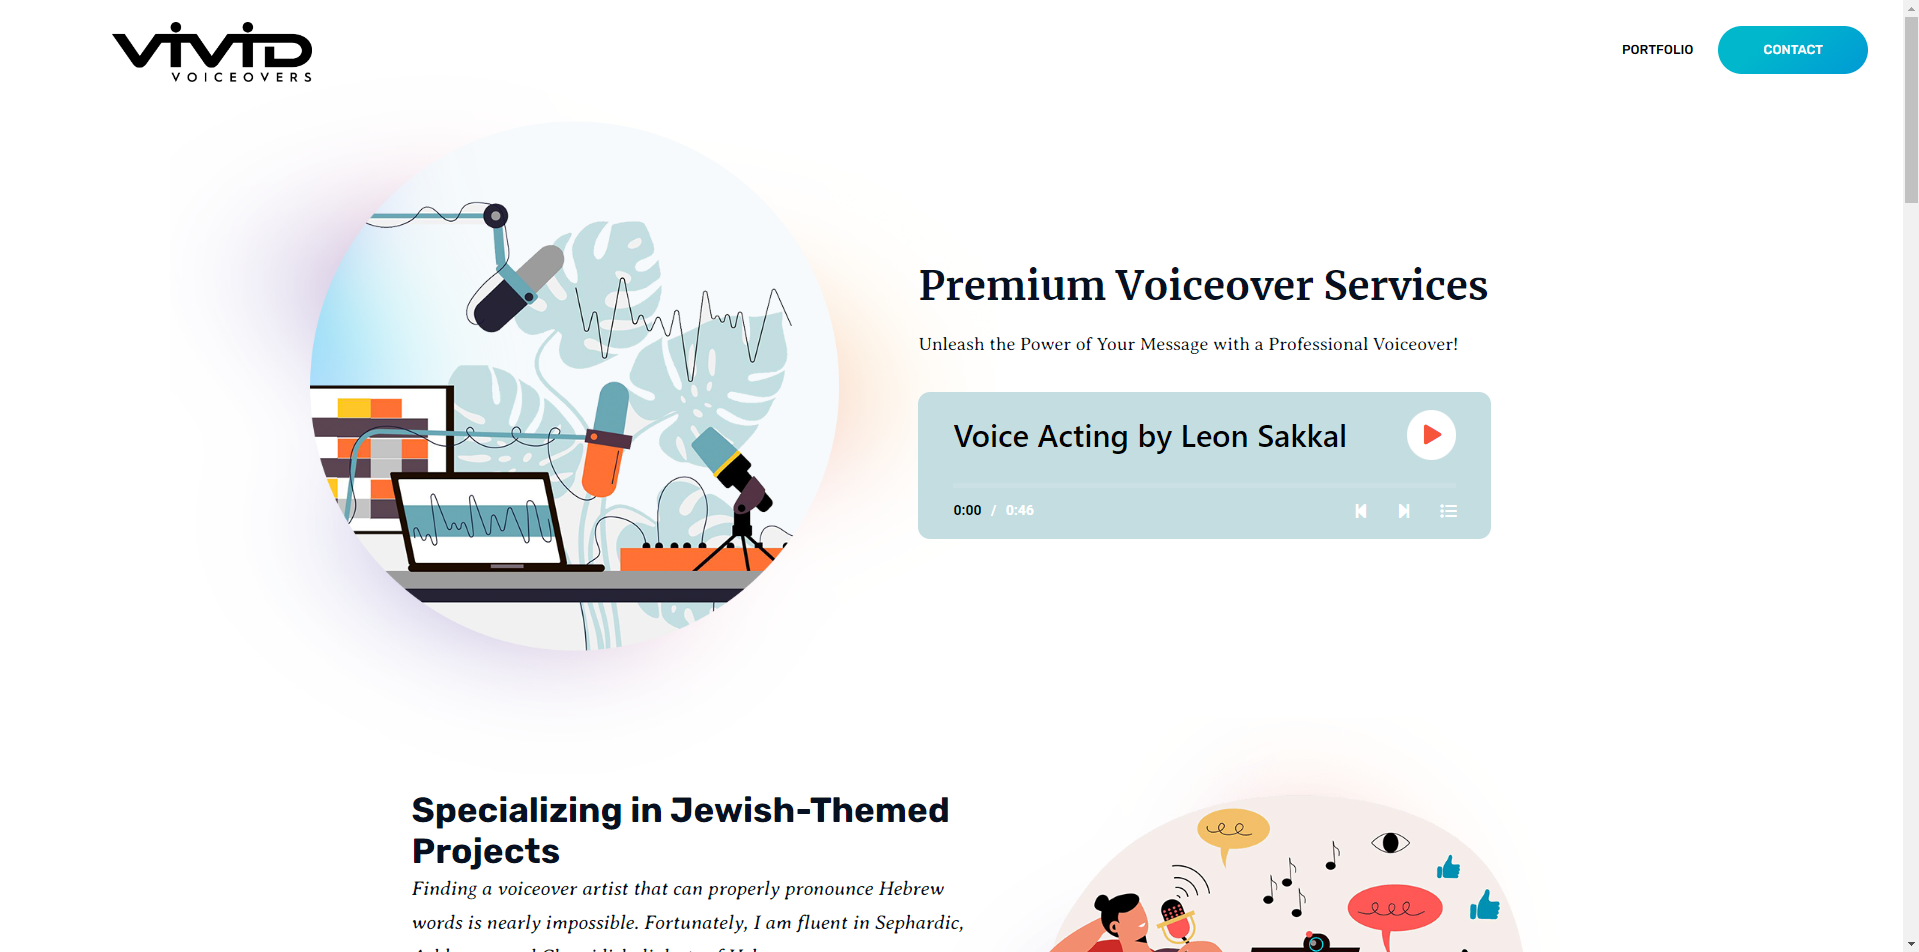 ViViD
VOICEOVERS
PORTFOLIO
CONTACT
Premium Voiceover Services
Unleash the Power of Your Message with a Professional Voiceover!
Voice Acting by Leon Sakkal
0:00 / 0:46
Specializing in Jewish-Themed
Projects
Finding a voiceover artist that can properly pronounce Hebrew
words is nearly impossible. Fortunately, I am fluent in Sephardic,